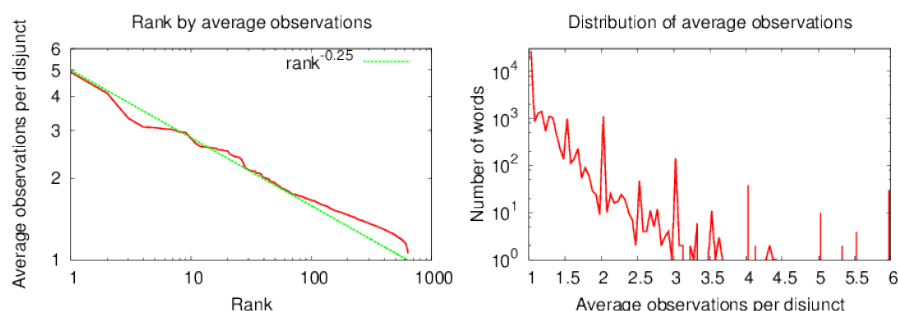 Rank by average observations
Average observations per disjunct
6
5
4
3
2
1
rank^-0.25
1 10 100 1000
Rank
Distribution of average observations
Number of words
10^4
10^3
10^2
10^1
10^0
1 1.5 2 2.5 3 3.5 4 4.5 5 5.5 6
Average observations per disjunct